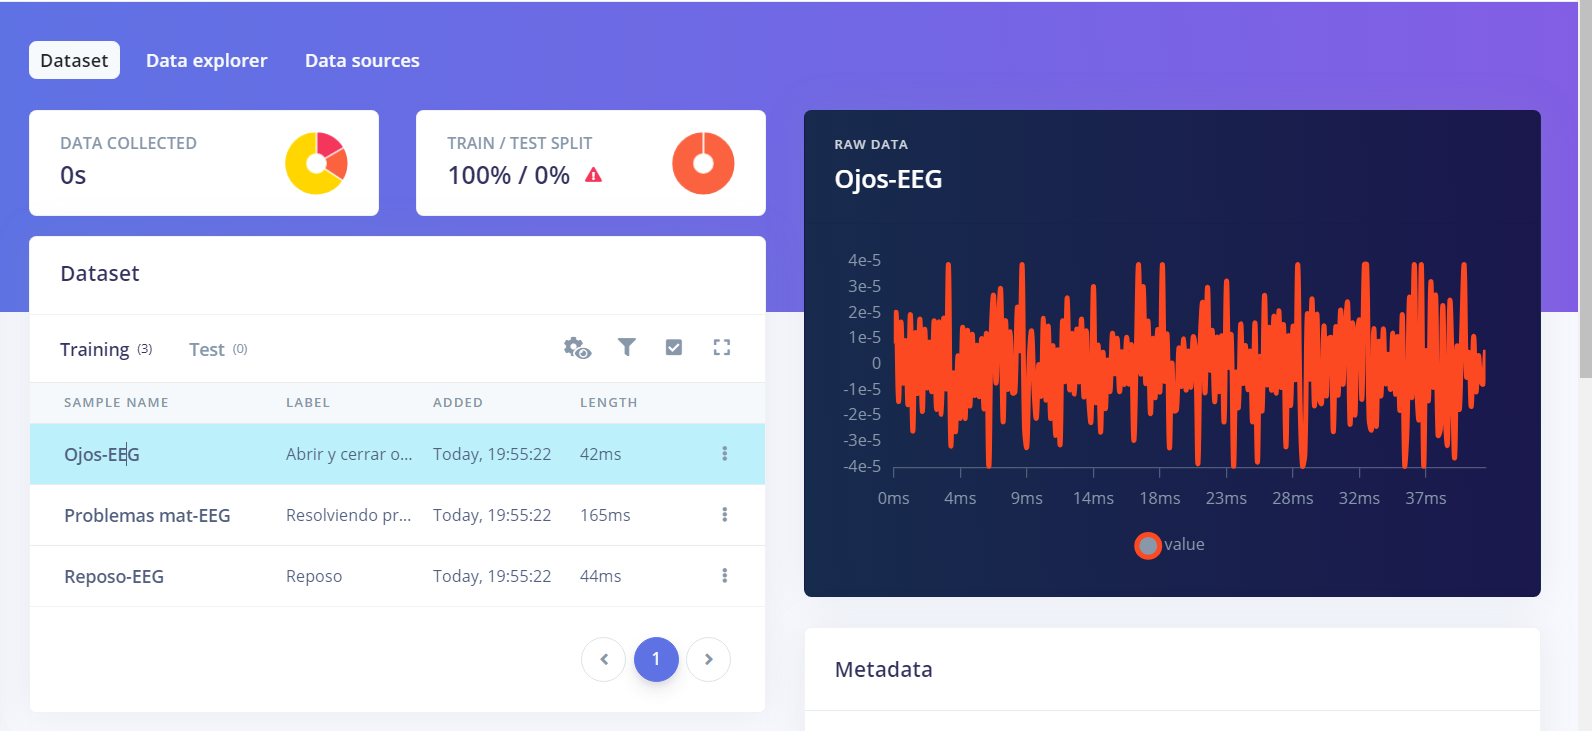 Dataset Data explorer Data sources
DATA COLLECTED
0s
TRAIN / TEST SPLIT
100% / 0%
Dataset
Training (3) Test (0)
SAMPLE NAME LABEL ADDED LENGTH
Ojos-EEG Abrir y cerrar o... Today, 19:55:22 42ms
Problemas mat-EEG Resolviendo pr... Today, 19:55:22 165ms
Reposo-EEG Reposo Today, 19:55:22 44ms
1
RAW DATA
Ojos-EEG
4e-5
3e-5
2e-5
1e-5
0
-1e-5
-2e-5
-3e-5
-4e-5
0ms 4ms 9ms 14ms 18ms 23ms 28ms 32ms 37ms
value
Metadata